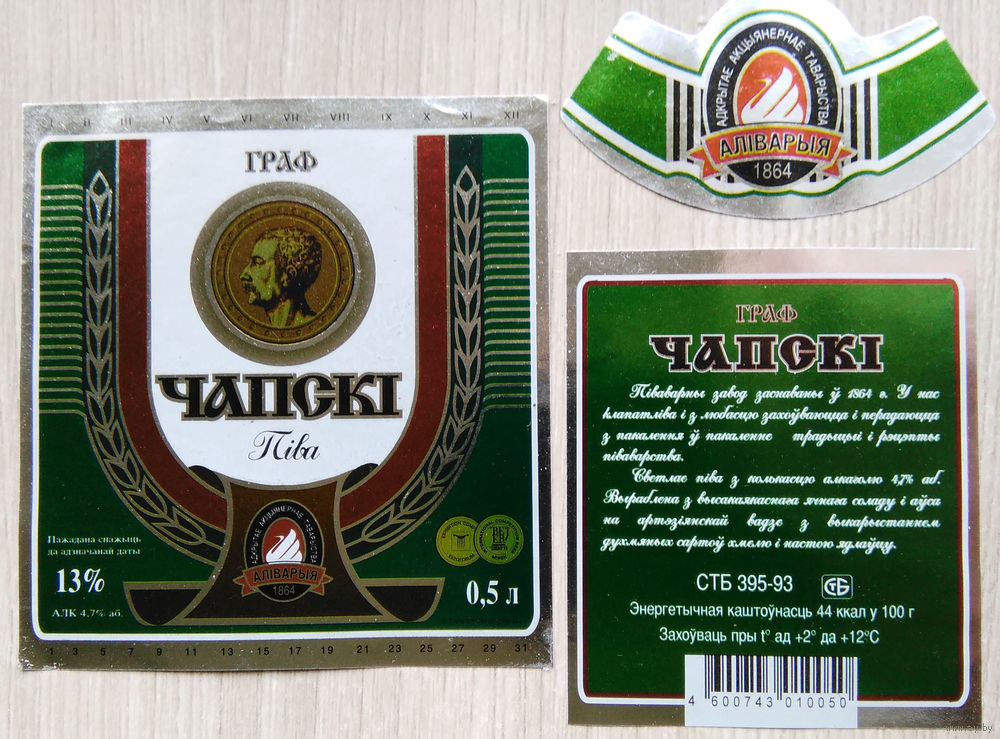 I II III IV V VI VII VIII IX X XI XII
ГРАФ
ЧАПСКІ
Піва
Пажадана спажыць
да адзначанай даты
13%
АЛК 4,7% аб.
АДКРЫТАЕ АКЦЫЯНЕРНАЕ ТАВАРЫСТВА
АЛІВАРЫЯ
1864
0,5 л
1 3 5 7 9 11 13 15 17 19 21 23 25 27 29 31
АДКРЫТАЕ АКЦЫЯНЕРНАЕ ТАВАРЫСТВА
АЛІВАРЫЯ
1864
ГРАФ
ЧАПСКІ
Піваварны завод заснаваны ў 1864 г. У нас
клапатліва і з любасцю захоўваюцца і перадаюцца
з пакалення ў пакаленне традыцыі і рэцэпты
піваварства.
Светлае піва з колькасцю алкаголю 4,7% аб.
Выраблена з высакаякаснага ячнага соладу і аўса
на артэзіянскай вадзе з выкарыстаннем
духмяных сартоў хмелю і настою ядлаўцу.
СТБ 395-93
Энергетычная каштоўнасць 44 ккал у 100 г
Захоўваць пры t° ад +2° да +12°С
4 600743 010050